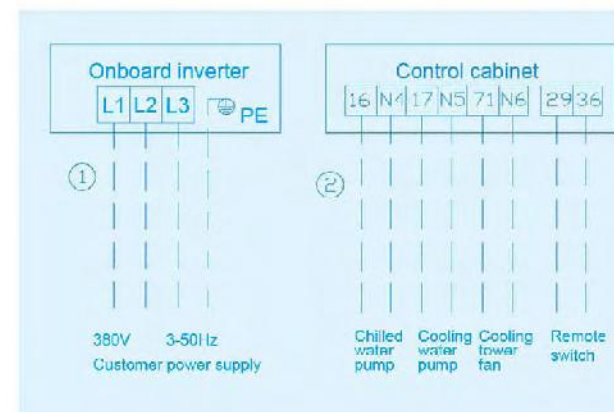 Onboard inverter
L1 L2 L3 PE
①
380V 3-50Hz
Customer power supply
Control cabinet
16 N4 17 N5 71 N6 29 36
②
Chilled water pump
Cooling water pump
Cooling tower fan
Remote switch